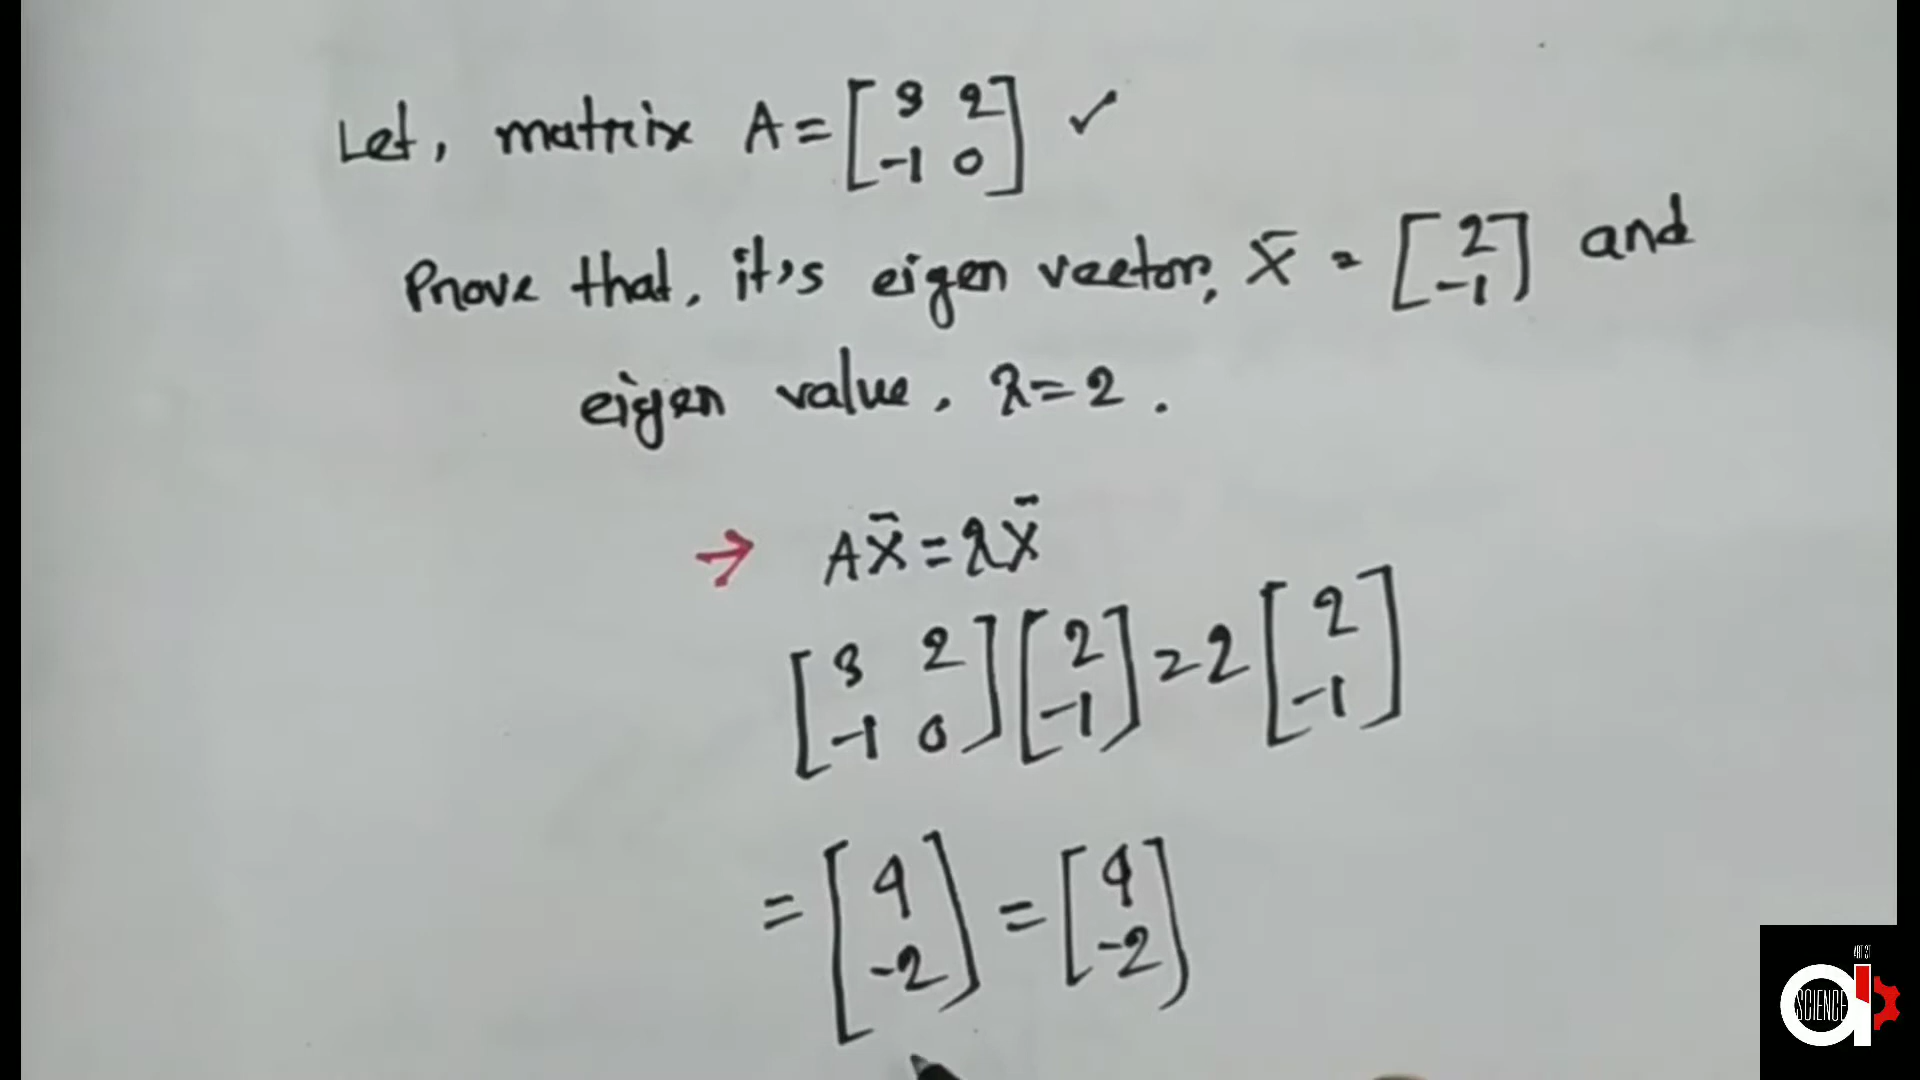 Let, matrix A = [3 2; -1 0] ✓
Prove that, it's eigen vector, X̄ = [2; -1] and
eigen value, λ = 2.
→ AX̄ = λX̄
[3 2; -1 0] [2; -1] = 2 [2; -1]
= [4; -2] = [4; -2]
SCIENCE